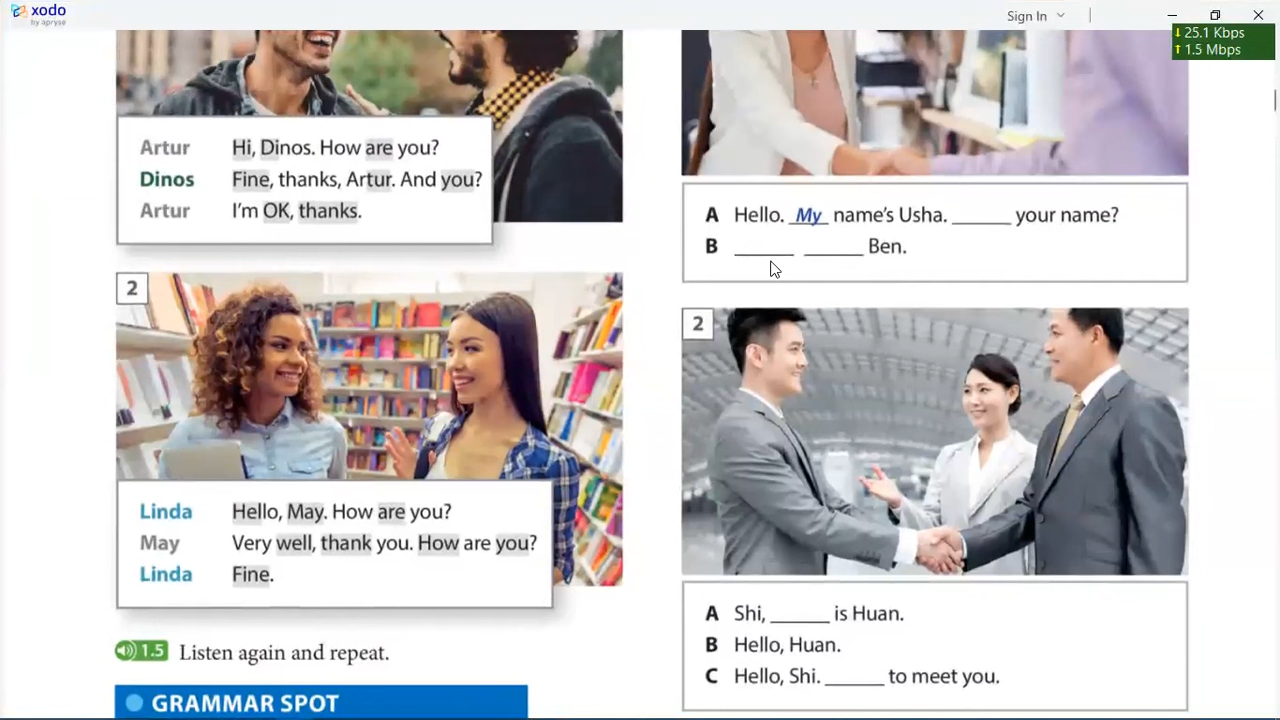 xodo
by apryse
Sign In
25.1 Kbps
1.5 Mbps
Artur Hi, Dinos. How are you?
Dinos Fine, thanks, Artur. And you?
Artur I'm OK, thanks.
2
Linda Hello, May. How are you?
May Very well, thank you. How are you?
Linda Fine.
1.5 Listen again and repeat.
GRAMMAR SPOT
A Hello. _My_ name's Usha. ______ your name?
B ______ ______ Ben.
2
A Shi, ______ is Huan.
B Hello, Huan.
C Hello, Shi. ______ to meet you.